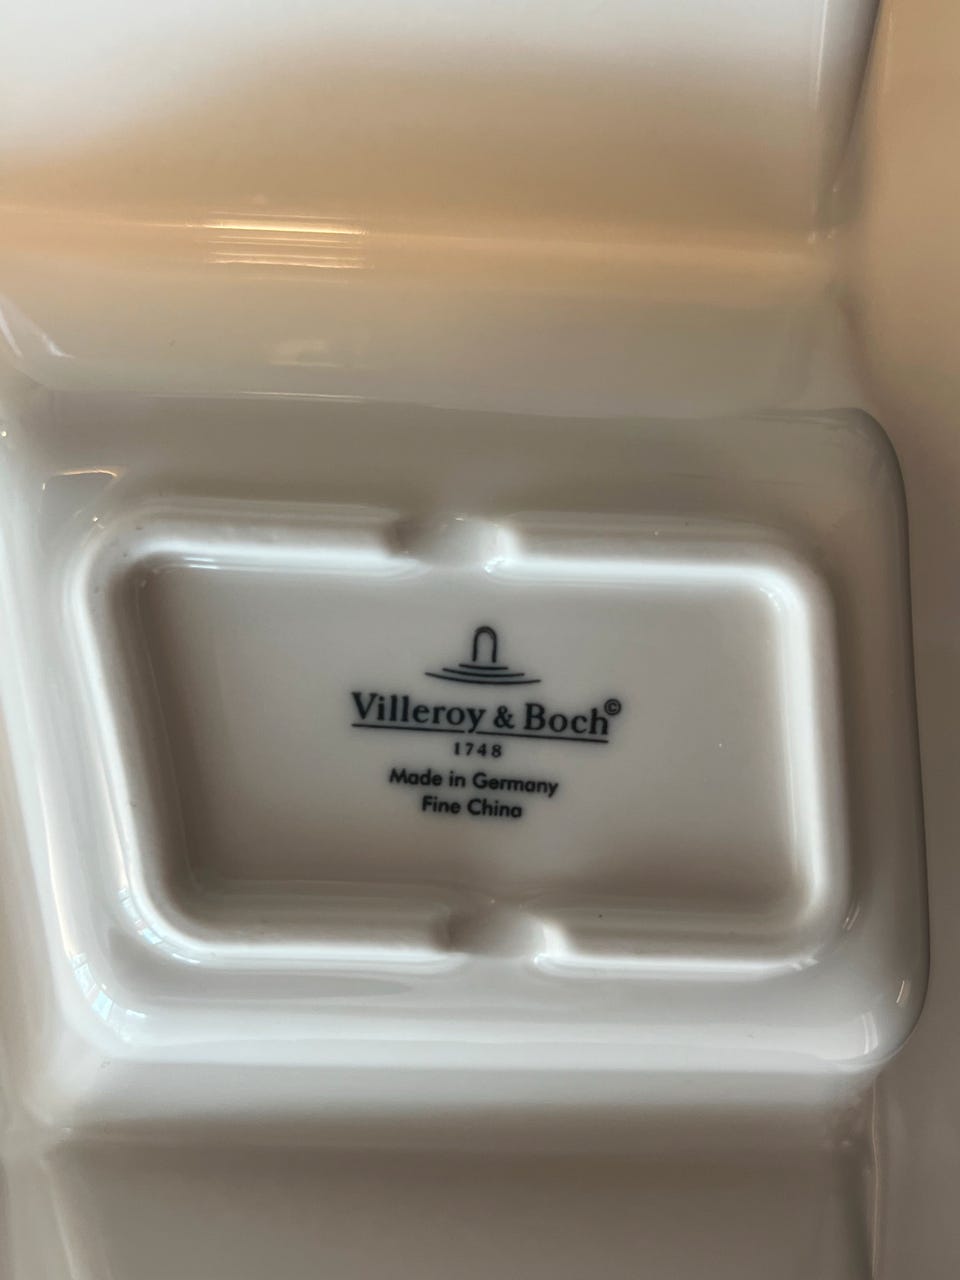 Villeroy & Boch©
1748
Made in Germany
Fine China